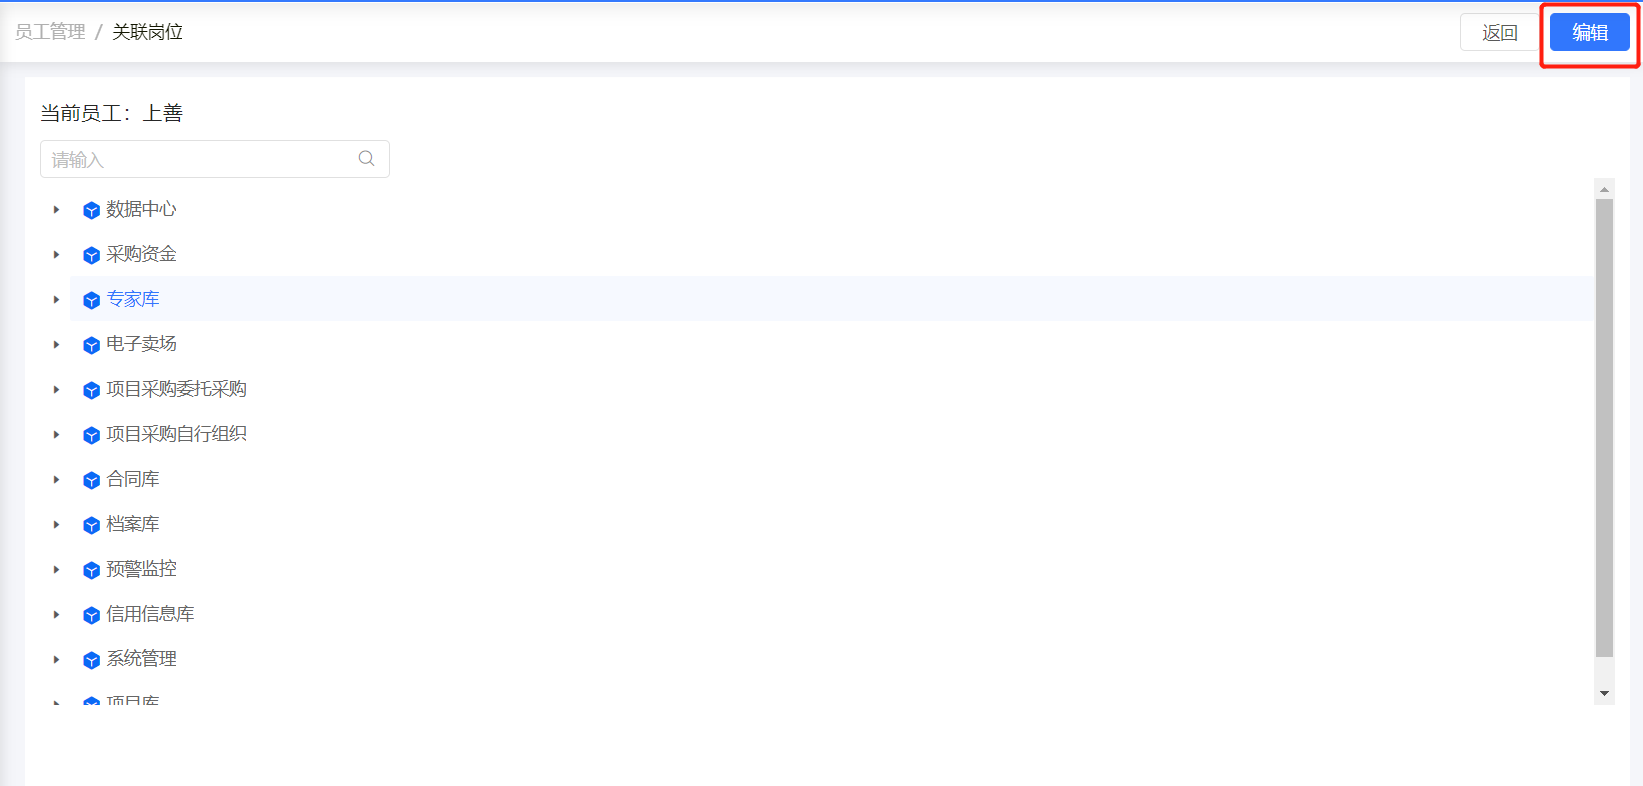 员工管理 / 关联岗位
返回
编辑
当前员工：上善
请输入
数据中心
采购资金
专家库
电子卖场
项目采购委托采购
项目采购自行组织
合同库
档案库
预警监控
信用信息库
系统管理
项目库